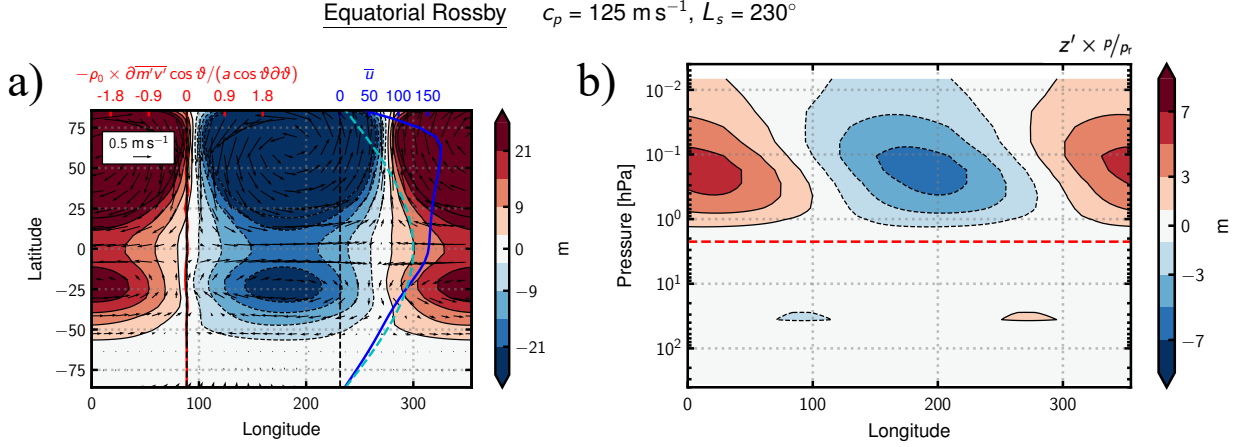 Equatorial Rossby c_p = 125 m s⁻¹, L_s = 230°
a)
−ρ₀ × ∂m′v′ cos ϑ/(a cos ϑ∂ϑ)
u
-1.8 -0.9 0 0.9 1.8 0 50 100 150
0.5 m s⁻¹
Latitude
75
50
25
0
−25
−50
−75
0 100 200 300
Longitude
21
9
0
−9
−21
m
b)
z′ × p/pᵣ
Pressure [hPa]
10⁻²
10⁻¹
10⁰
10¹
10²
0 100 200 300
Longitude
7
3
0
−3
−7
m